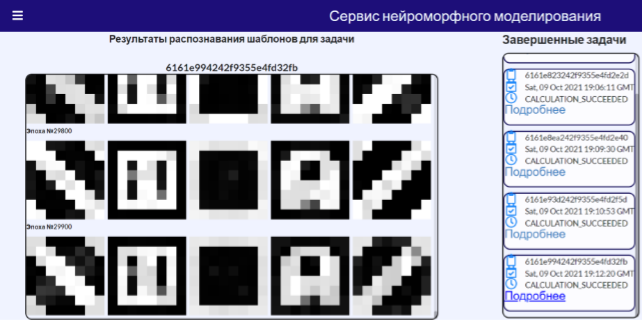 Сервис нейроморфного моделирования
Результаты распознавания шаблонов для задачи
6161e994242f9355e4fd32fb
Эпоха №29800
Эпоха №29900
Завершенные задачи
6161e823242f9355e4fd2e2d
Sat, 09 Oct 2021 19:06:11 GMT
CALCULATION_SUCCEEDED
Подробнее
6161e8ea242f9355e4fd2e40
Sat, 09 Oct 2021 19:09:30 GMT
CALCULATION_SUCCEEDED
Подробнее
6161e93d242f9355e4fd2f5d
Sat, 09 Oct 2021 19:10:53 GMT
CALCULATION_SUCCEEDED
Подробнее
6161e994242f9355e4fd32fb
Sat, 09 Oct 2021 19:12:20 GMT
CALCULATION_SUCCEEDED
Подробнее